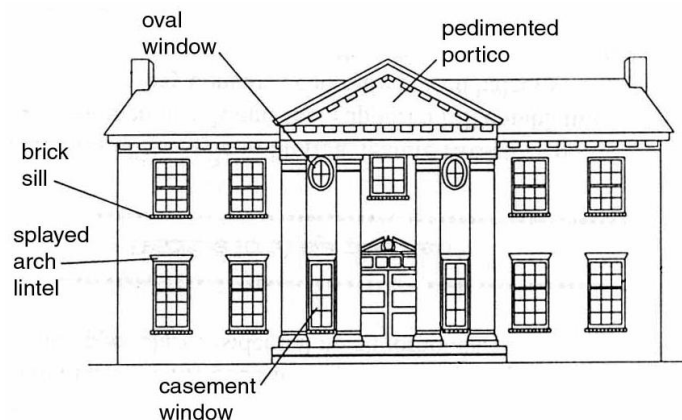 oval
window
pedimented
portico
brick
sill
splayed
arch
lintel
casement
window